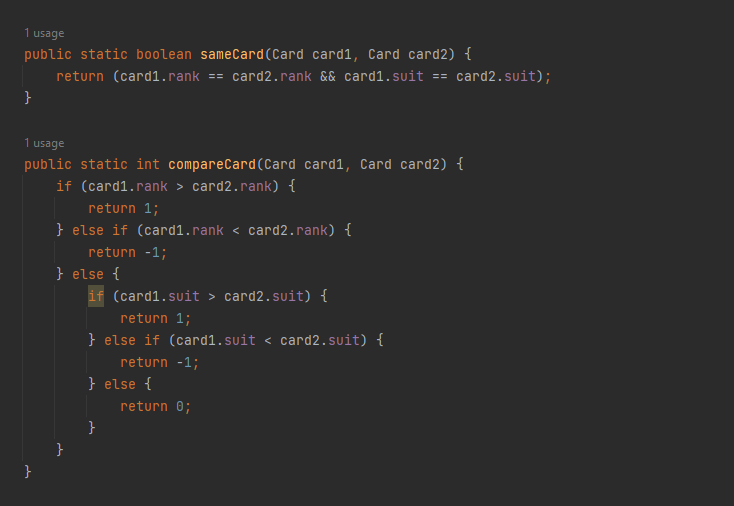 1 usage
public static boolean sameCard(Card card1, Card card2) {
    return (card1.rank == card2.rank && card1.suit == card2.suit);
}
1 usage
public static int compareCard(Card card1, Card card2) {
    if (card1.rank > card2.rank) {
        return 1;
    } else if (card1.rank < card2.rank) {
        return -1;
    } else {
        if (card1.suit > card2.suit) {
            return 1;
        } else if (card1.suit < card2.suit) {
            return -1;
        } else {
            return 0;
        }
    }
}